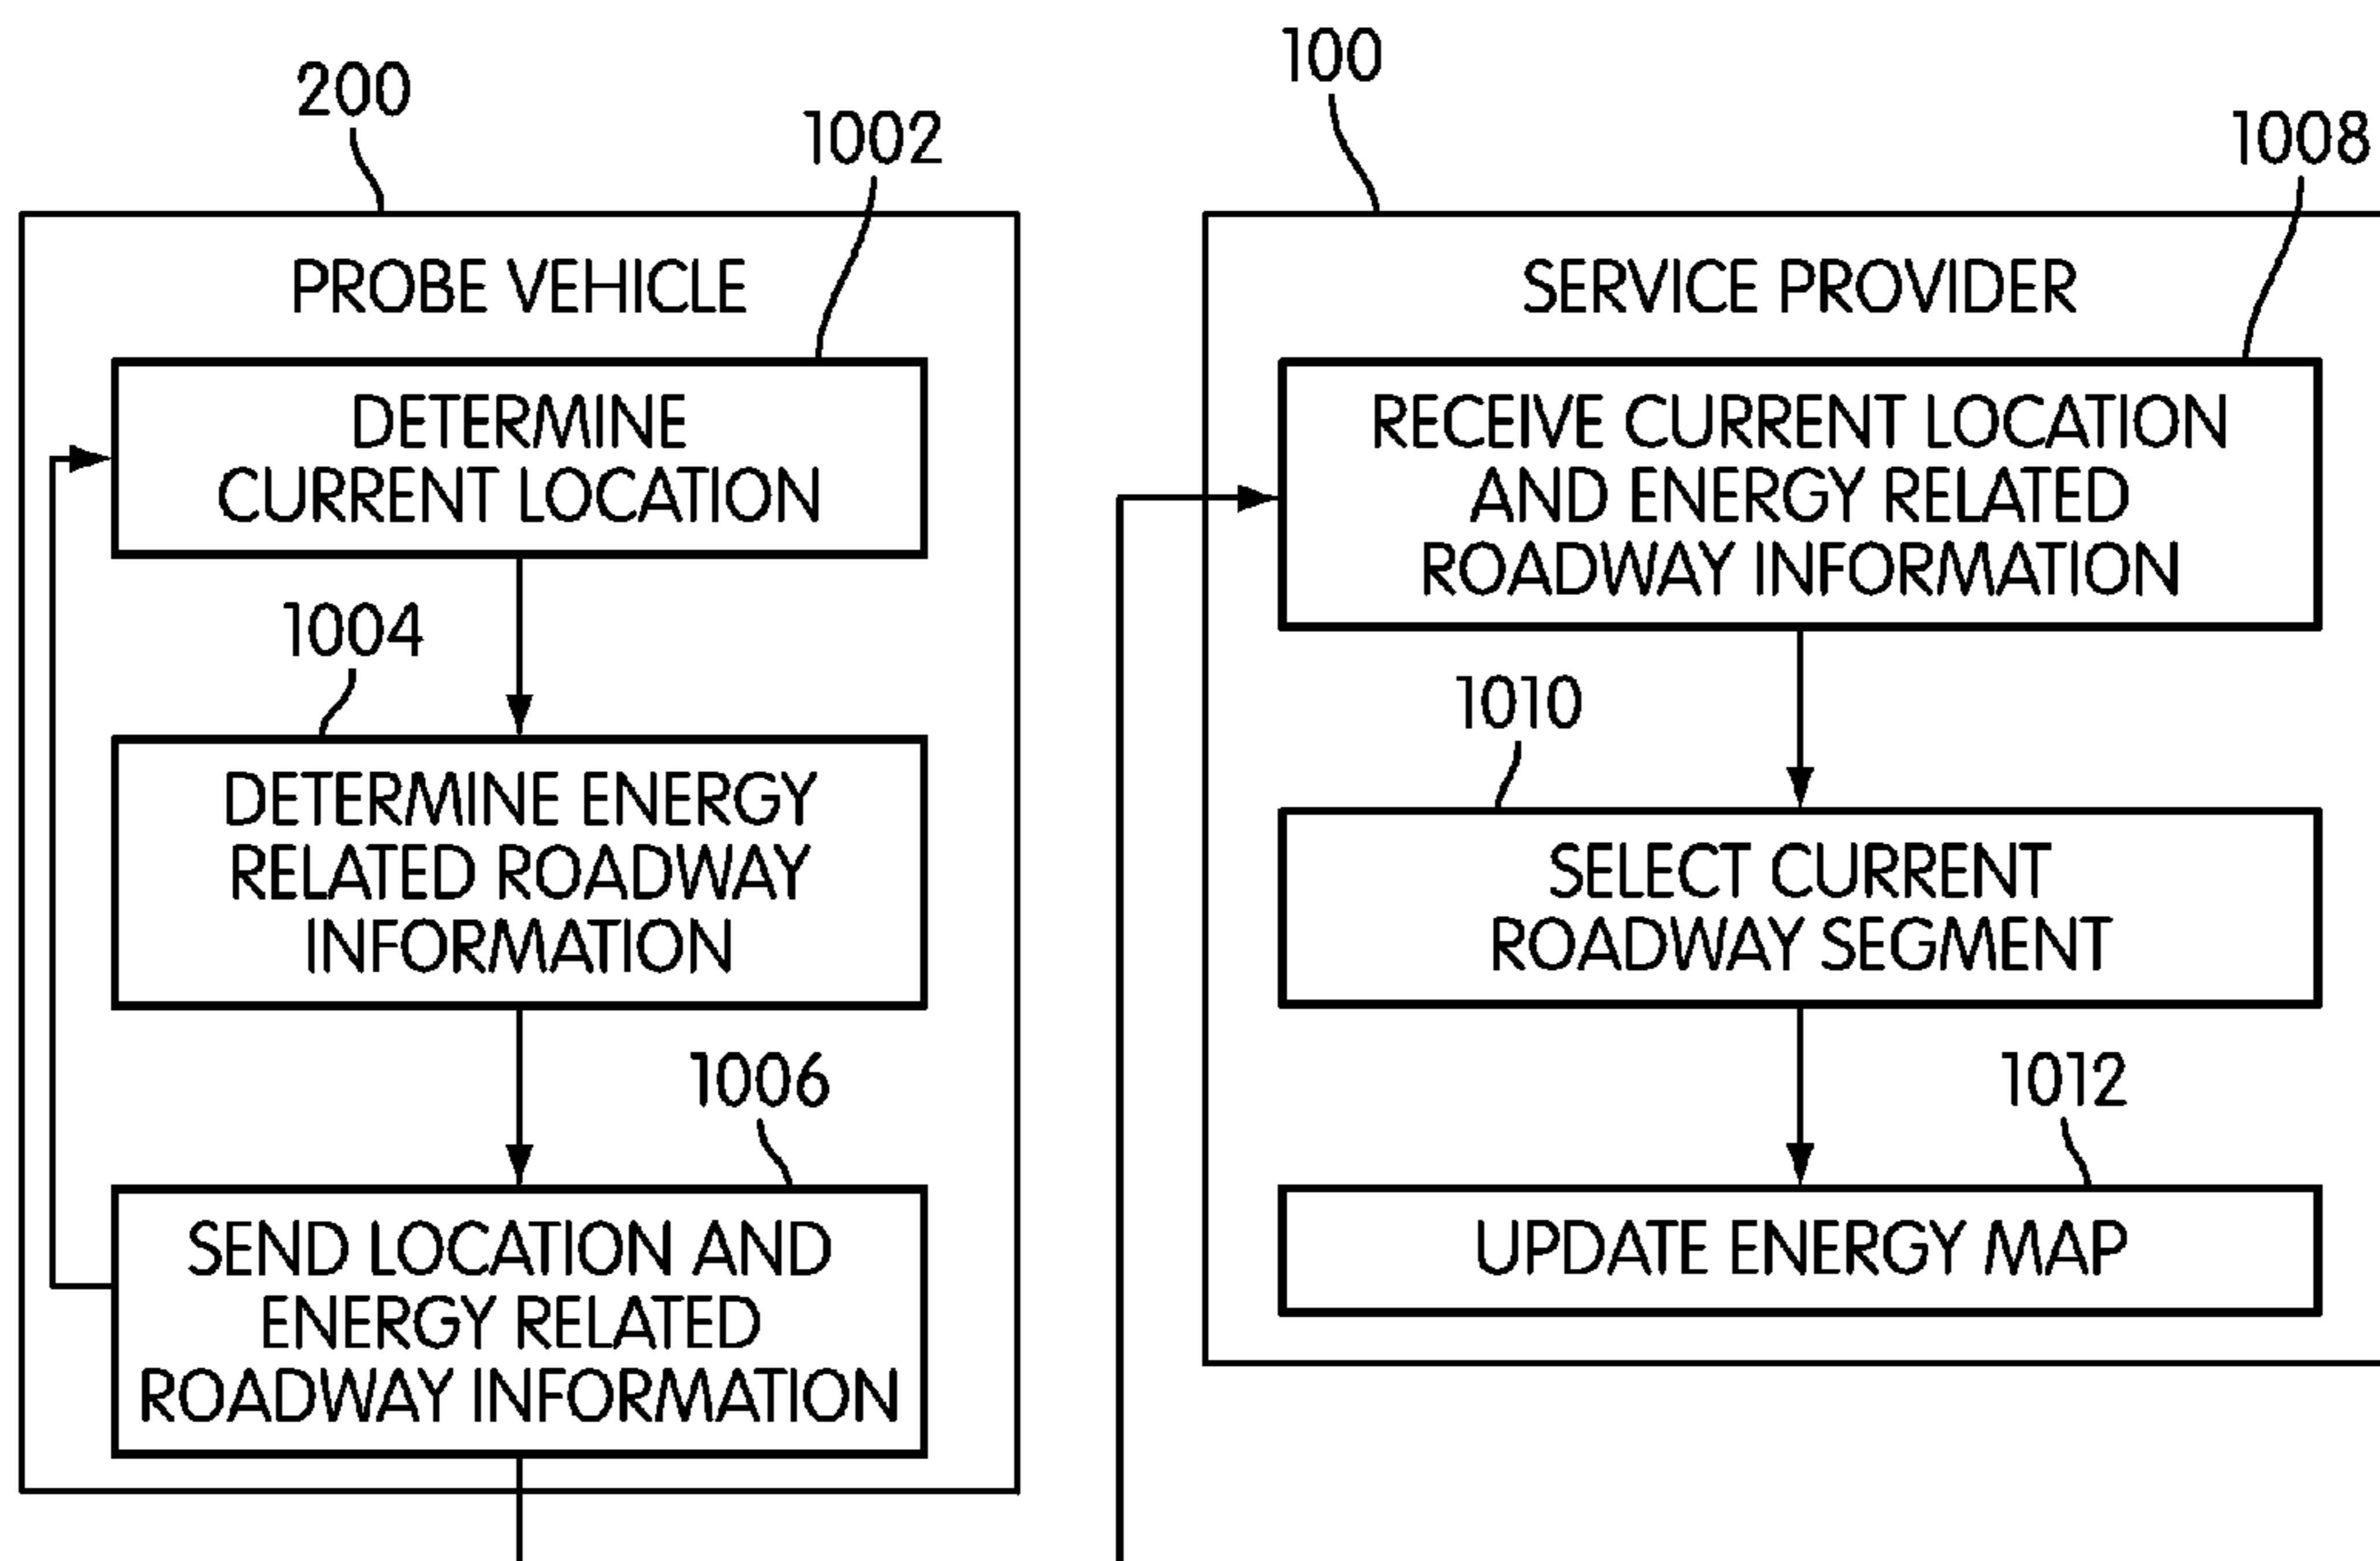 200
1002
PROBE VEHICLE
DETERMINE
CURRENT LOCATION
1004
DETERMINE ENERGY
RELATED ROADWAY
INFORMATION
1006
SEND LOCATION AND
ENERGY RELATED
ROADWAY INFORMATION
100
1008
SERVICE PROVIDER
RECEIVE CURRENT LOCATION
AND ENERGY RELATED
ROADWAY INFORMATION
1010
SELECT CURRENT
ROADWAY SEGMENT
1012
UPDATE ENERGY MAP